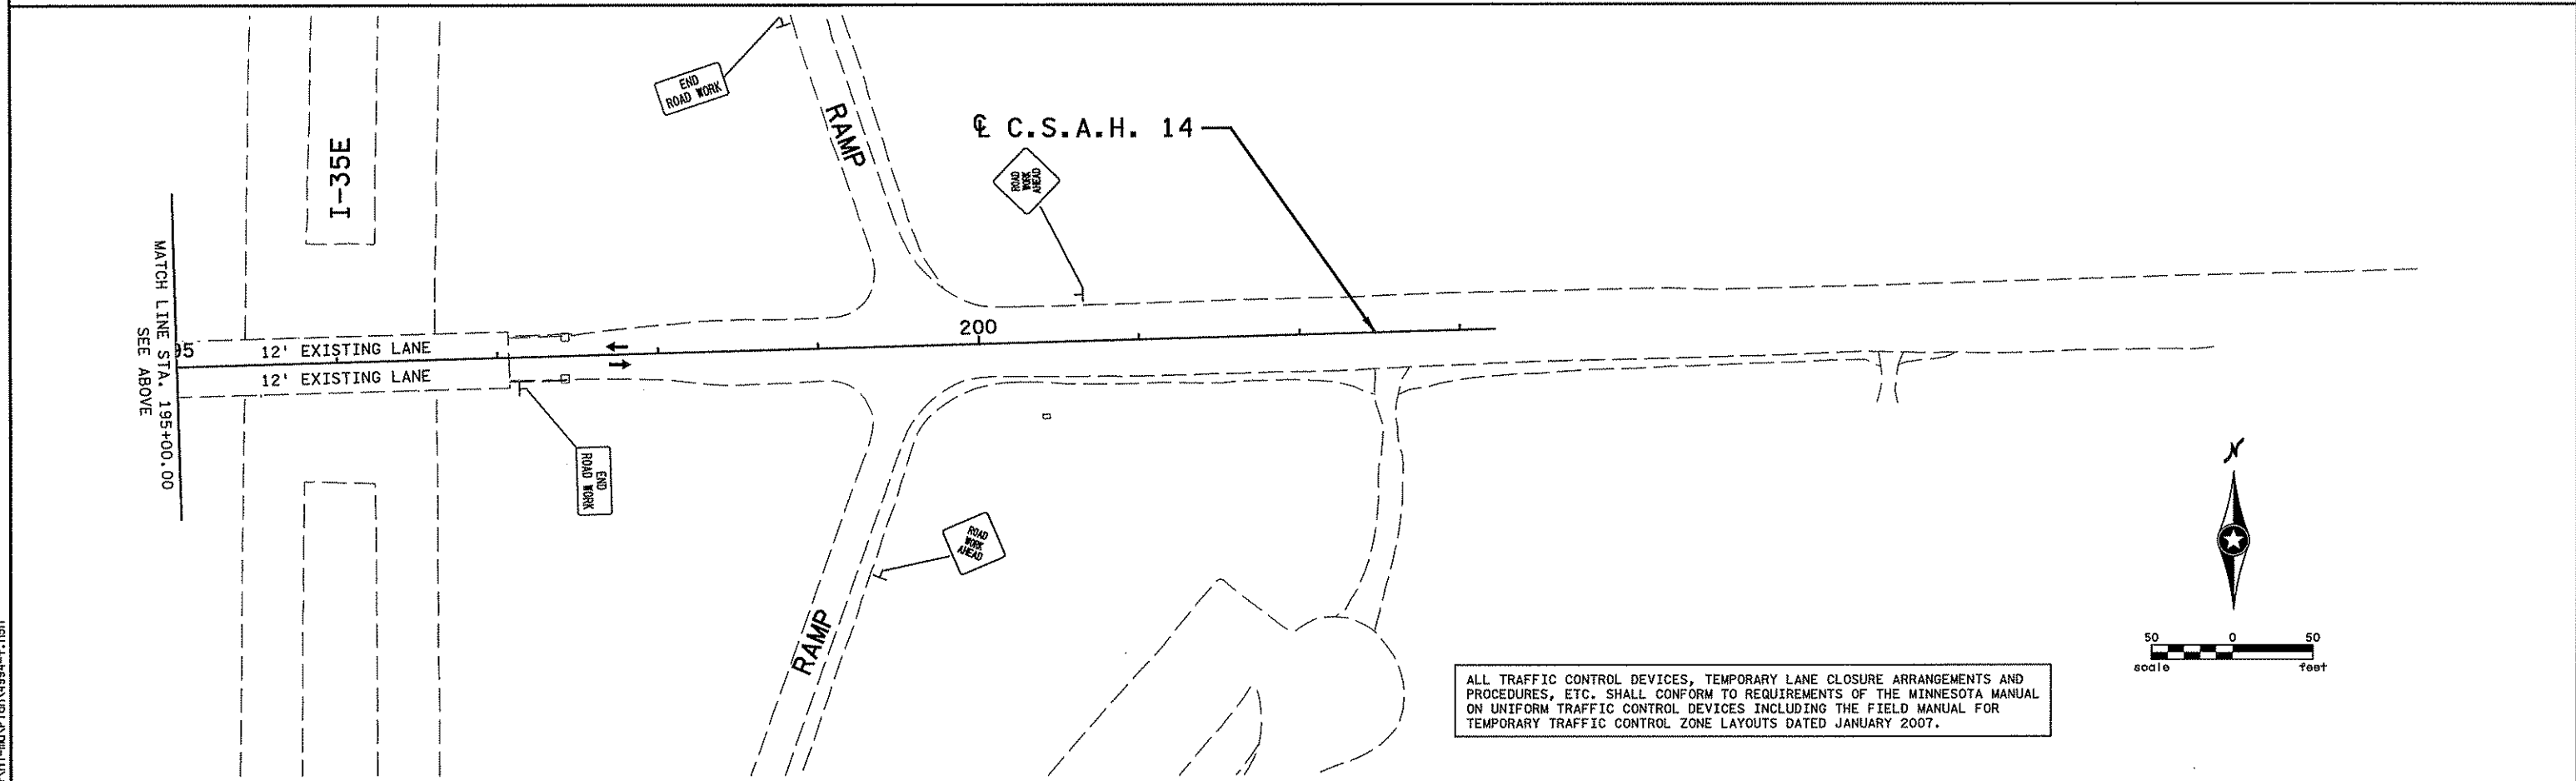 END
ROAD WORK
RAMP
℄ C.S.A.H. 14
ROAD
WORK
AHEAD
I-35E
MATCH LINE STA. 195+00.00
SEE ABOVE
95
12' EXISTING LANE
12' EXISTING LANE
200
END
ROAD WORK
ROAD
WORK
AHEAD
RAMP
N
50 0 50
scale feet
ALL TRAFFIC CONTROL DEVICES, TEMPORARY LANE CLOSURE ARRANGEMENTS AND
PROCEDURES, ETC. SHALL CONFORM TO REQUIREMENTS OF THE MINNESOTA MANUAL
ON UNIFORM TRAFFIC CONTROL DEVICES INCLUDING THE FIELD MANUAL FOR
TEMPORARY TRAFFIC CONTROL ZONE LAYOUTS DATED JANUARY 2007.